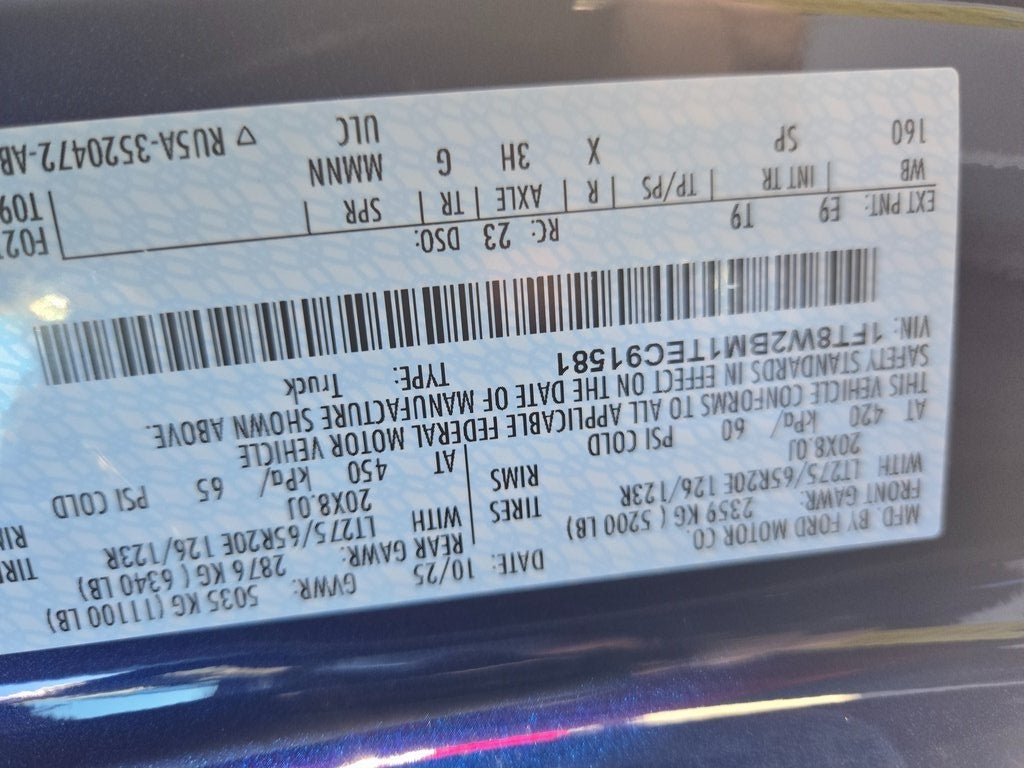 MFD. BY FORD MOTOR CO. DATE: 10/25 GVWR: 5035 KG (11100 LB)
FRONT GAWR: 2359 KG ( 5200 LB) REAR GAWR: 2876 KG ( 6340 LB)
WITH LT275/65R20E 126/123R TIRES WITH LT275/65R20E 126/123R TIRE
20X8.0J RIMS 20X8.0J RIM
AT 420 kPa/ 60 PSI COLD AT 450 kPa/ 65 PSI COLD
THIS VEHICLE CONFORMS TO ALL APPLICABLE FEDERAL MOTOR VEHICLE
SAFETY STANDARDS IN EFFECT ON THE DATE OF MANUFACTURE SHOWN ABOVE.
VIN: 1FT8W2BM1TEC91581 TYPE: Truck
EXT PNT: E9 T9 RC: 23 DSO: F02
WB INT TR TP/PS R AXLE TR SPR T09
160 SP X 3H G MMNN
ULC ▽ RU5A-3520472-AB